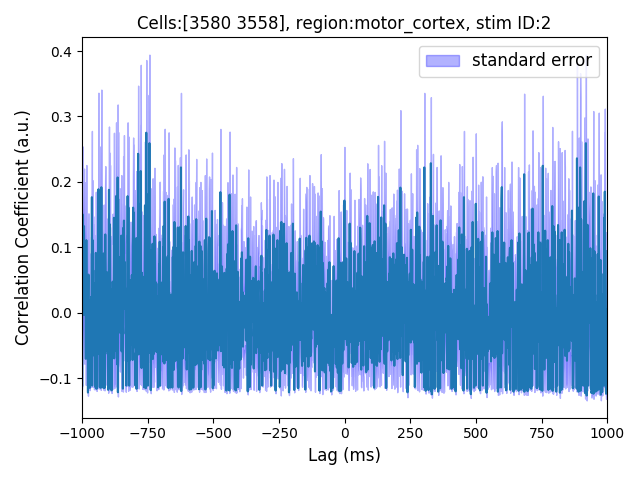 Cells:[3580 3558], region:motor_cortex, stim ID:2
standard error
Correlation Coefficient (a.u.)
0.4
0.3
0.2
0.1
0.0
−0.1
−1000 −750 −500 −250 0 250 500 750 1000
Lag (ms)